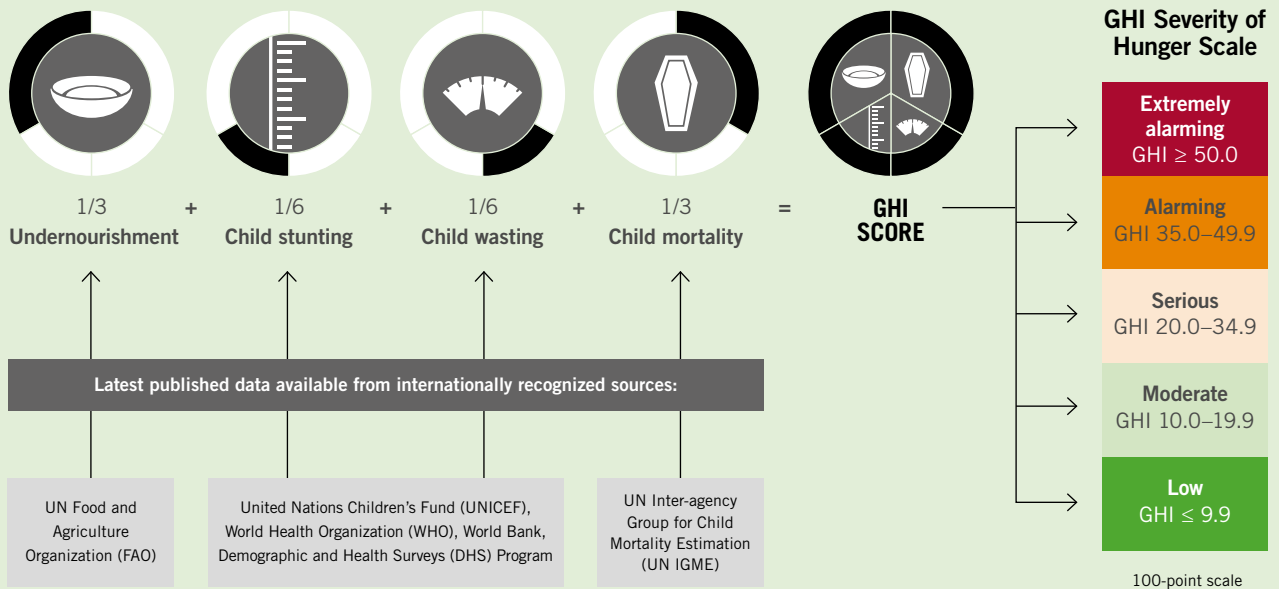 GHI Severity of
Hunger Scale
1/3 + 1/6 + 1/6 + 1/3 =
Undernourishment Child stunting Child wasting Child mortality
GHI
SCORE
Extremely
alarming
GHI ≥ 50.0
Alarming
GHI 35.0–49.9
Serious
GHI 20.0–34.9
Moderate
GHI 10.0–19.9
Low
GHI ≤ 9.9
100-point scale
Latest published data available from internationally recognized sources:
UN Food and
Agriculture
Organization (FAO)
United Nations Children’s Fund (UNICEF),
World Health Organization (WHO), World Bank,
Demographic and Health Surveys (DHS) Program
UN Inter-agency
Group for Child
Mortality Estimation
(UN IGME)